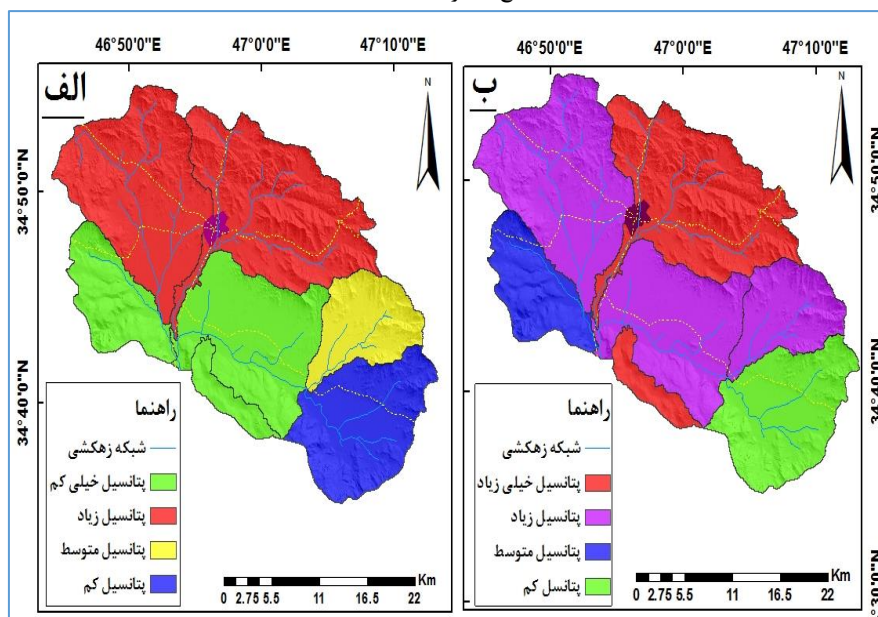 46°50'0"E 47°0'0"E 47°10'0"E
الف
N
34°50'0"N
34°40'0"N
راهنما
شبکه زهکشی
پتانسیل خیلی کم
پتانسیل زیاد
پتانسیل متوسط
پتانسیل کم
Km
0 2.75 5.5 11 16.5 22
46°50'0"E 47°0'0"E 47°10'0"E
ب
N
34°50'0"N
34°40'0"N
راهنما
شبکه زهکشی
پتانسیل خیلی زیاد
پتانسیل زیاد
پتانسیل متوسط
پتانسل کم
Km
0 2.75 5.5 11 16.5 22